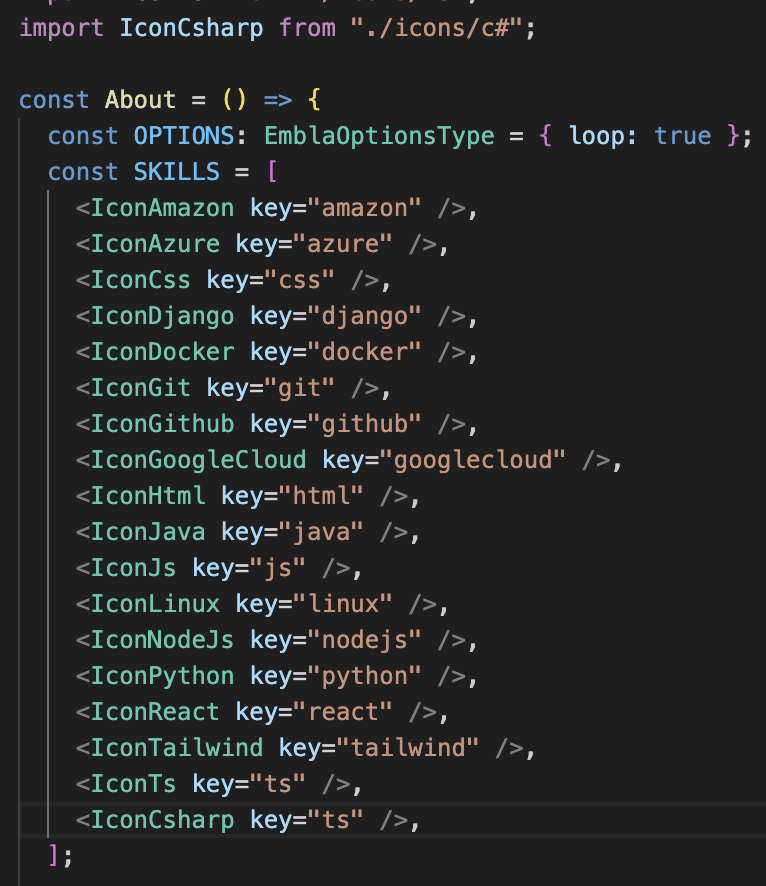 import IconCsharp from "./icons/c#";
const About = () => {
const OPTIONS: EmblaOptionsType = { loop: true };
const SKILLS = [
<IconAmazon key="amazon" />,
<IconAzure key="azure" />,
<IconCss key="css" />,
<IconDjango key="django" />,
<IconDocker key="docker" />,
<IconGit key="git" />,
<IconGithub key="github" />,
<IconGoogleCloud key="googlecloud" />,
<IconHtml key="html" />,
<IconJava key="java" />,
<IconJs key="js" />,
<IconLinux key="linux" />,
<IconNodeJs key="nodejs" />,
<IconPython key="python" />,
<IconReact key="react" />,
<IconTailwind key="tailwind" />,
<IconTs key="ts" />,
<IconCsharp key="ts" />,
];